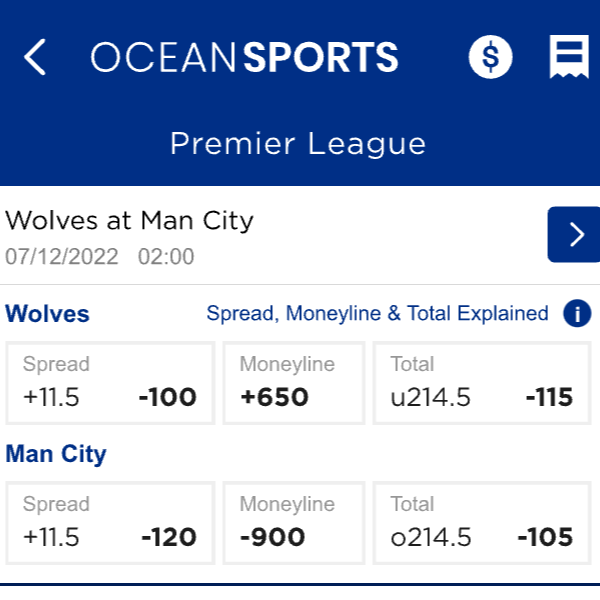 OCEANSPORTS $
Premier League
Wolves at Man City
07/12/2022 02:00
Wolves Spread, Moneyline & Total Explained i
Spread Moneyline Total
+11.5 -100 +650 u214.5 -115
Man City
Spread Moneyline Total
+11.5 -120 -900 o214.5 -105